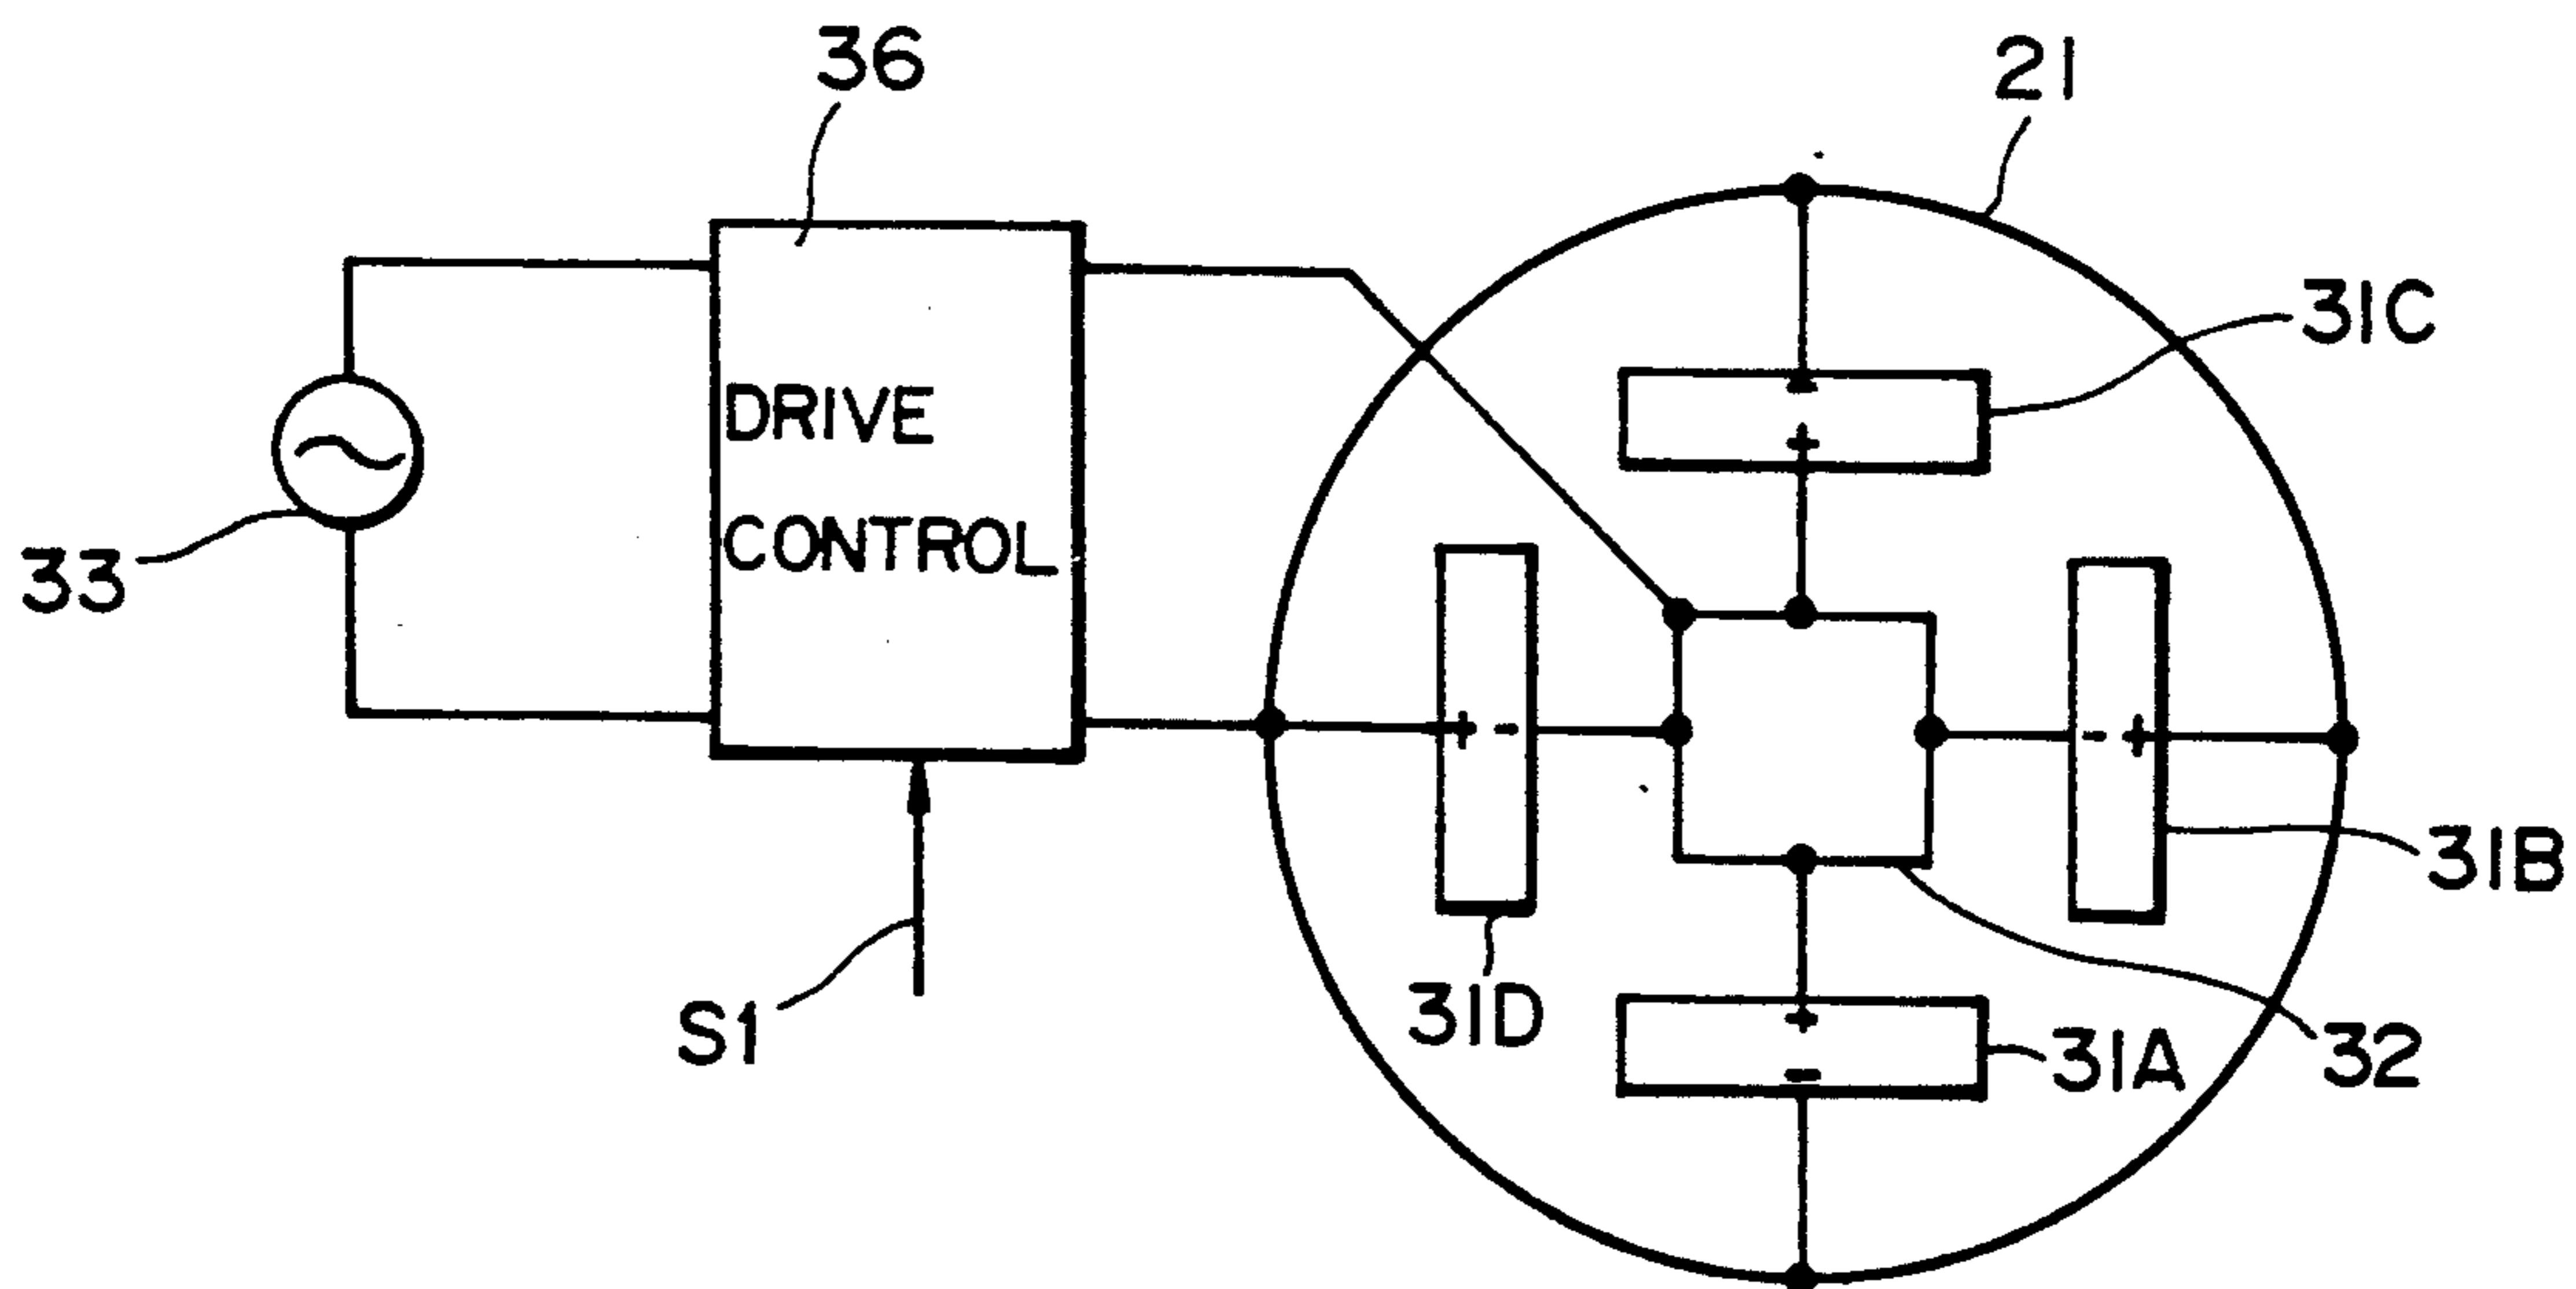 36
21
31C
DRIVE
CONTROL
33
- +
+ -
- +
31B
S1
31D
+ -
31A
32